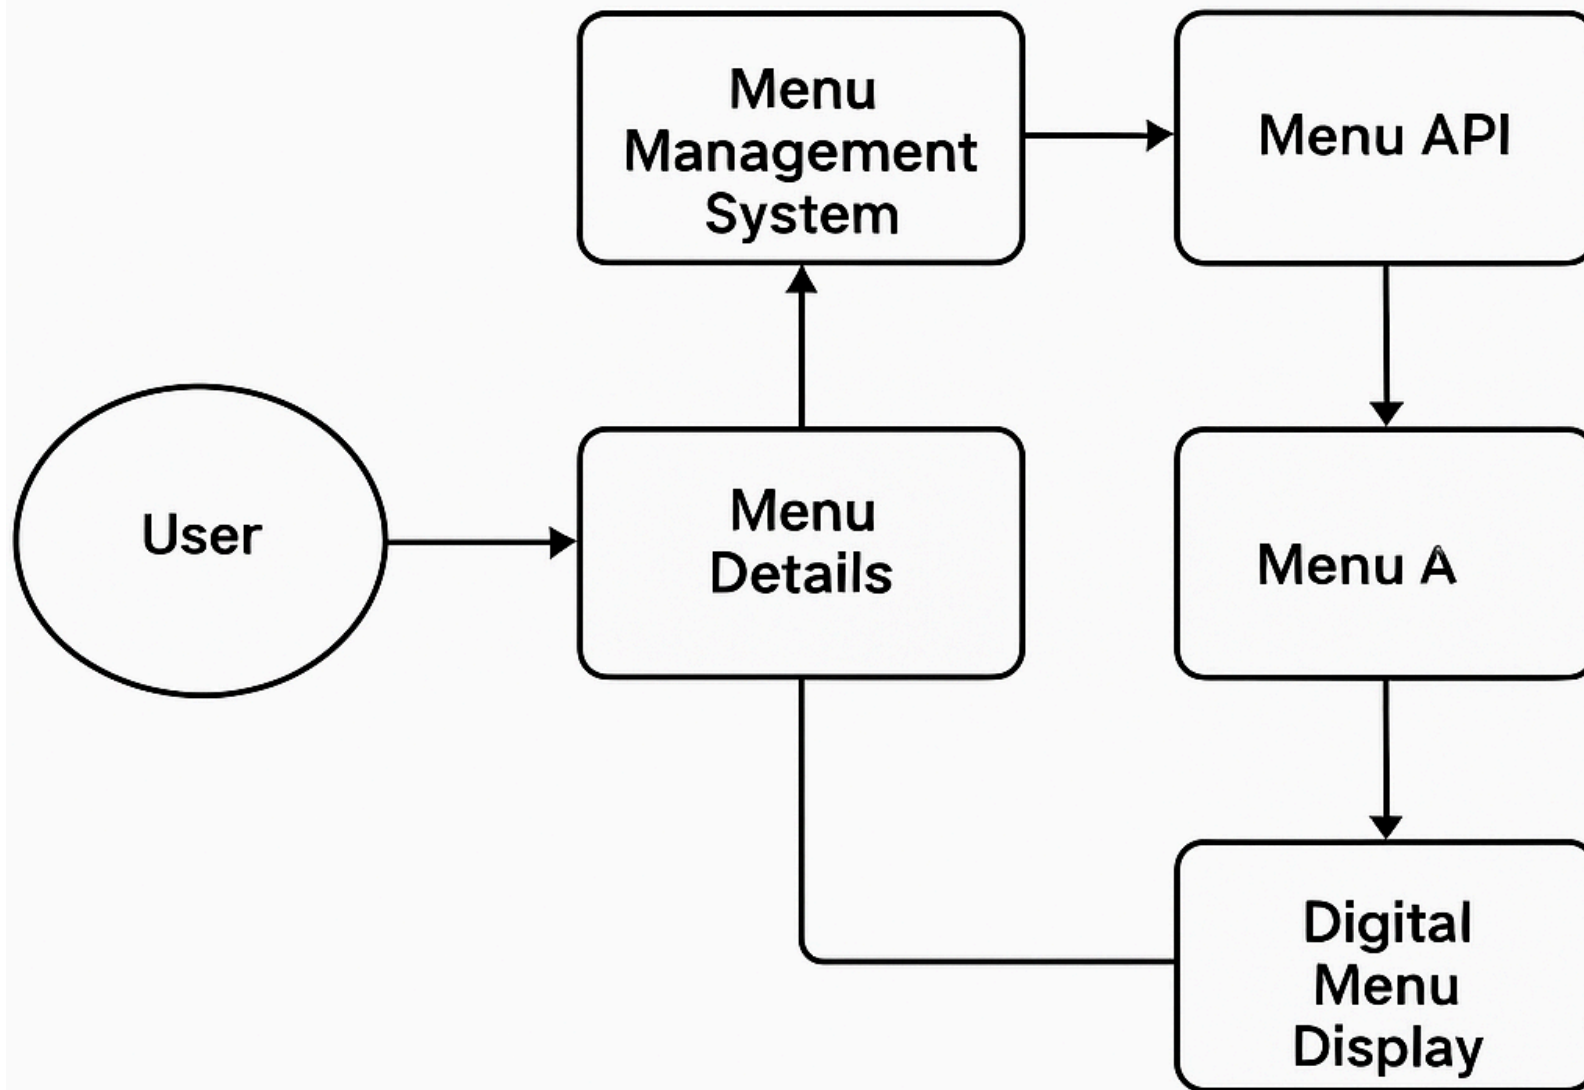 Menu
Management
System
Menu API
User
Menu
Details
Menu A
Digital
Menu
Display